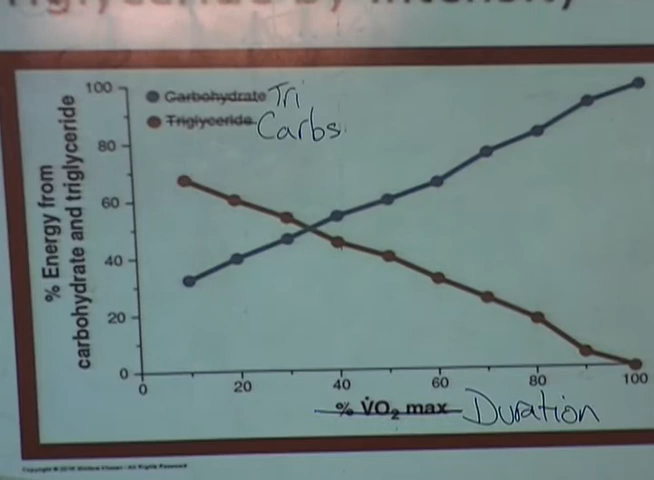 100
Carbohydrate Tri
Triglyceride Carbs
80
60
40
20
0
% Energy from
carbohydrate and triglyceride
0 20 40 60 80 100
% V̇O₂ max Duration